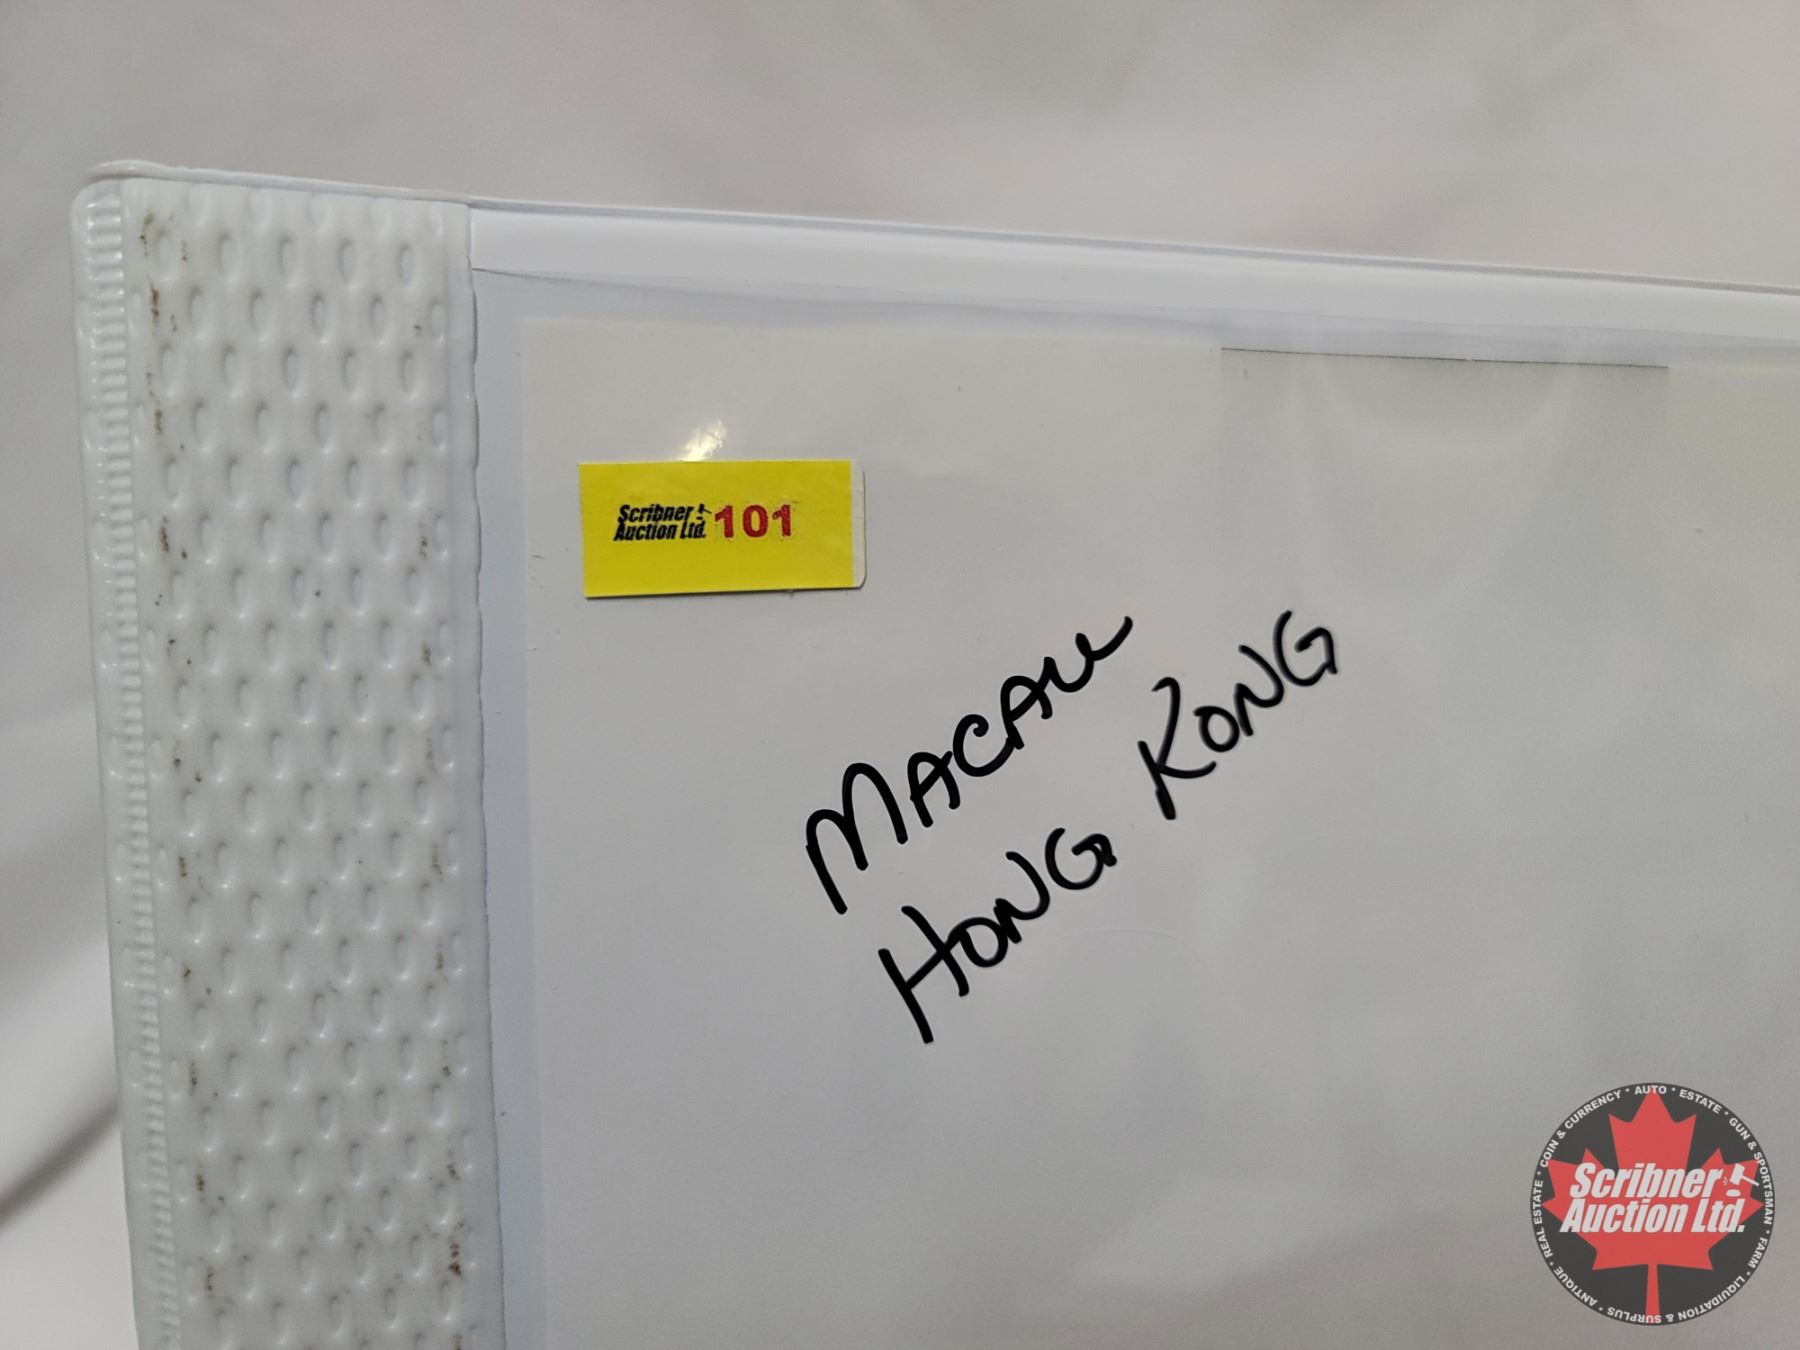 Scribner
Auction Ltd. 101
MACAU
HONG KONG
COIN & CURRENCY • AUTO • ESTATE • GUN & SPORTSMAN • FARM • LIQUIDATION & SURPLUS • ANTIQUE • REAL ESTATE •
Scribner
Auction Ltd.